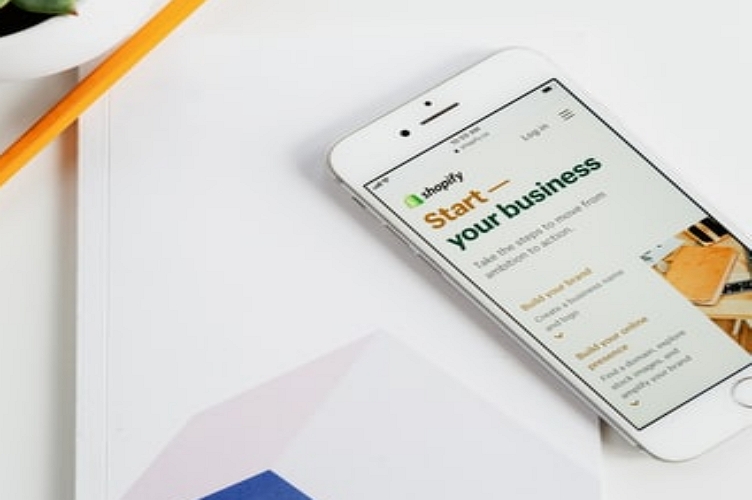 Log in
shopify
Start —
your business
Take the steps to move from
ambition to action.
Build your brand
Create a business name
and logo
Build your online
presence
Find a domain, explore
stock images, and
amplify your brand